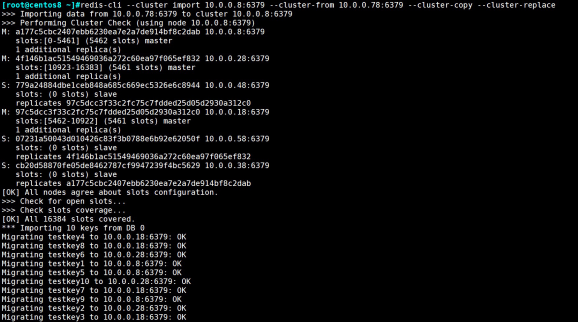 [root@centos8 ~]#redis-cli --cluster import 10.0.0.8:6379 --cluster-from 10.0.0.78:6379 --cluster-copy --cluster-replace
>>> Importing data from 10.0.0.78:6379 to cluster 10.0.0.8:6379
>>> Performing Cluster Check (using node 10.0.0.8:6379)
M: a177c5cbc2407ebb6230ea7e2a7de914bf8c2dab 10.0.0.8:6379
slots:[0-5461] (5462 slots) master
1 additional replica(s)
M: 4f146b1ac51549469036a272c60ea97f065ef832 10.0.0.28:6379
slots:[10923-16383] (5461 slots) master
1 additional replica(s)
S: 779a24884dbe1ceb848a685c669ec5326e6c8944 10.0.0.48:6379
slots: (0 slots) slave
replicates 97c5dcc3f33c2fc75c7fdded25d05d2930a312c0
M: 97c5dcc3f33c2fc75c7fdded25d05d2930a312c0 10.0.0.18:6379
slots:[5462-10922] (5461 slots) master
1 additional replica(s)
S: 07231a50043d010426c83f3b0788e6b92e62050f 10.0.0.58:6379
slots: (0 slots) slave
replicates 4f146b1ac51549469036a272c60ea97f065ef832
S: cb20d58870fe05de8462787cf9947239f4bc5629 10.0.0.38:6379
slots: (0 slots) slave
replicates a177c5cbc2407ebb6230ea7e2a7de914bf8c2dab
[OK] All nodes agree about slots configuration.
>>> Check for open slots...
>>> Check slots coverage...
[OK] All 16384 slots covered.
*** Importing 10 keys from DB 0
Migrating testkey4 to 10.0.0.18:6379: OK
Migrating testkey8 to 10.0.0.18:6379: OK
Migrating testkey6 to 10.0.0.28:6379: OK
Migrating testkey1 to 10.0.0.8:6379: OK
Migrating testkey5 to 10.0.0.8:6379: OK
Migrating testkey10 to 10.0.0.28:6379: OK
Migrating testkey7 to 10.0.0.18:6379: OK
Migrating testkey9 to 10.0.0.8:6379: OK
Migrating testkey2 to 10.0.0.28:6379: OK
Migrating testkey3 to 10.0.0.18:6379: OK